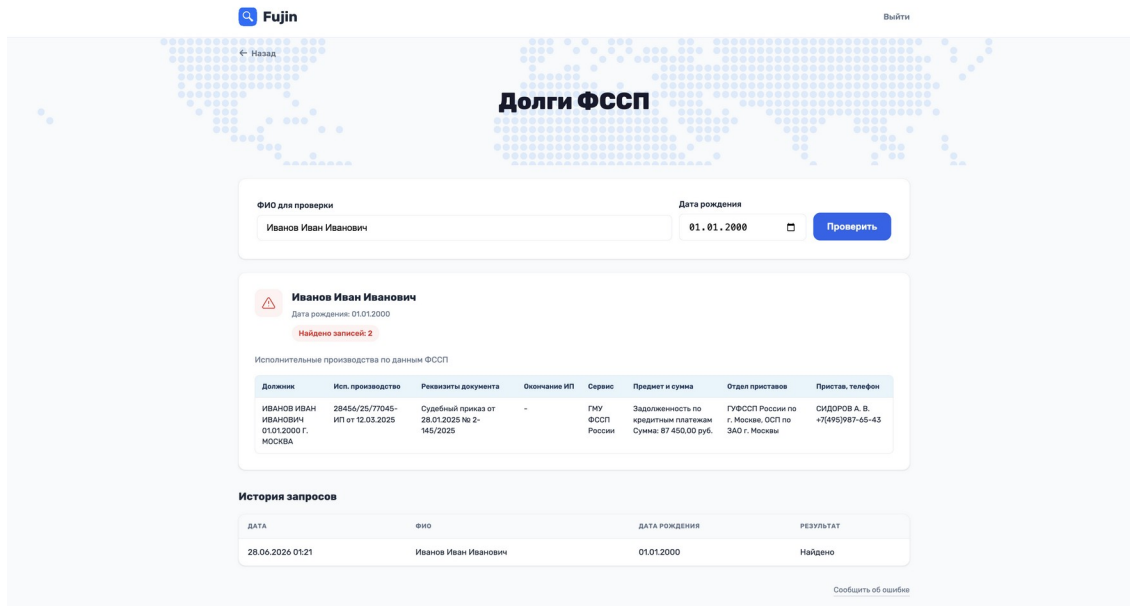 Fujin
Выйти
← Назад
Долги ФССП
ФИО для проверки
Дата рождения
Иванов Иван Иванович
01.01.2000
Проверить
Иванов Иван Иванович
Дата рождения: 01.01.2000
Найдено записей: 2
Исполнительные производства по данным ФССП
Должник
Исп. производство
Реквизиты документа
Окончание ИП
Сервис
Предмет и сумма
Отдел приставов
Пристав, телефон
ИВАНОВ ИВАН
ИВАНОВИЧ
01.01.2000 Г.
МОСКВА
28456/25/77045-
ИП от 12.03.2025
Судебный приказ от
28.01.2025 № 2-
145/2025
-
ГМУ
ФССП
России
Задолженность по
кредитным платежам
Сумма: 87 450,00 руб.
ГУФССП России по
г. Москве, ОСП по
ЗАО г. Москвы
СИДОРОВ А. В.
+7(495)987-65-43
История запросов
ДАТА
ФИО
ДАТА РОЖДЕНИЯ
РЕЗУЛЬТАТ
28.06.2026 01:21
Иванов Иван Иванович
01.01.2000
Найдено
Сообщить об ошибке